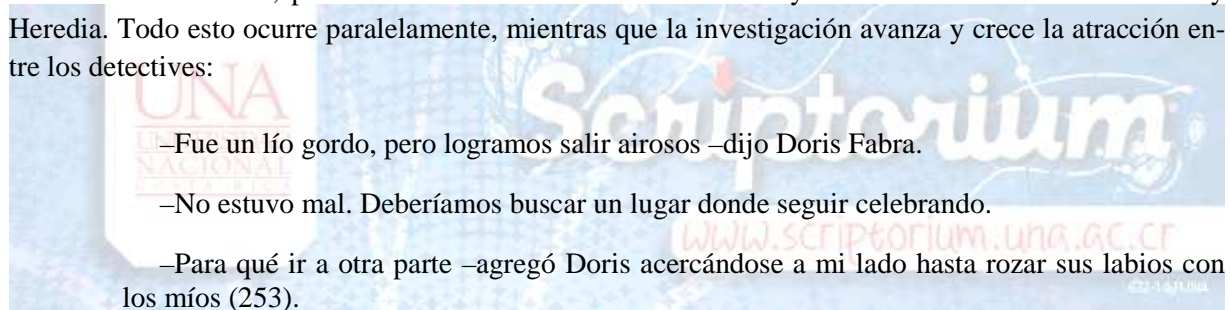 Heredia. Todo esto ocurre paralelamente, mientras que la investigación avanza y crece la atracción en-
tre los detectives:
UNA
UNIVERSIDAD
NACIONAL
COSTA RICA
Scriptorium
–Fue un lío gordo, pero logramos salir airosos –dijo Doris Fabra.
–No estuvo mal. Deberíamos buscar un lugar donde seguir celebrando.
www.scriptorium.una.ac.cr
–Para qué ir a otra parte –agregó Doris acercándose a mi lado hasta rozar sus labios con
los míos (253).